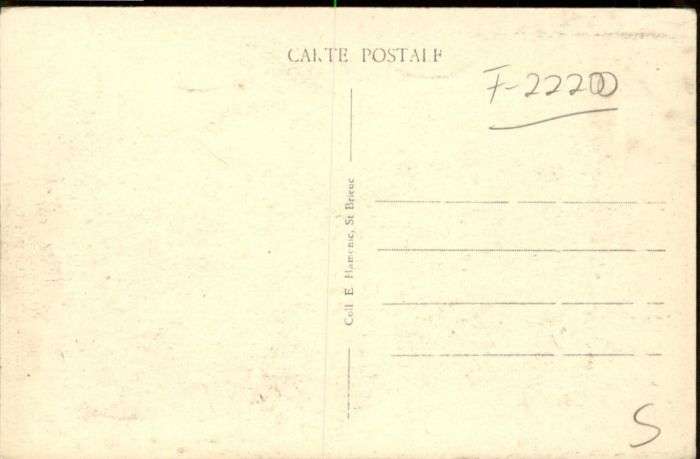 CARTE POSTALE
F-22200
Coll E. Hamonic, St Brieuc
S